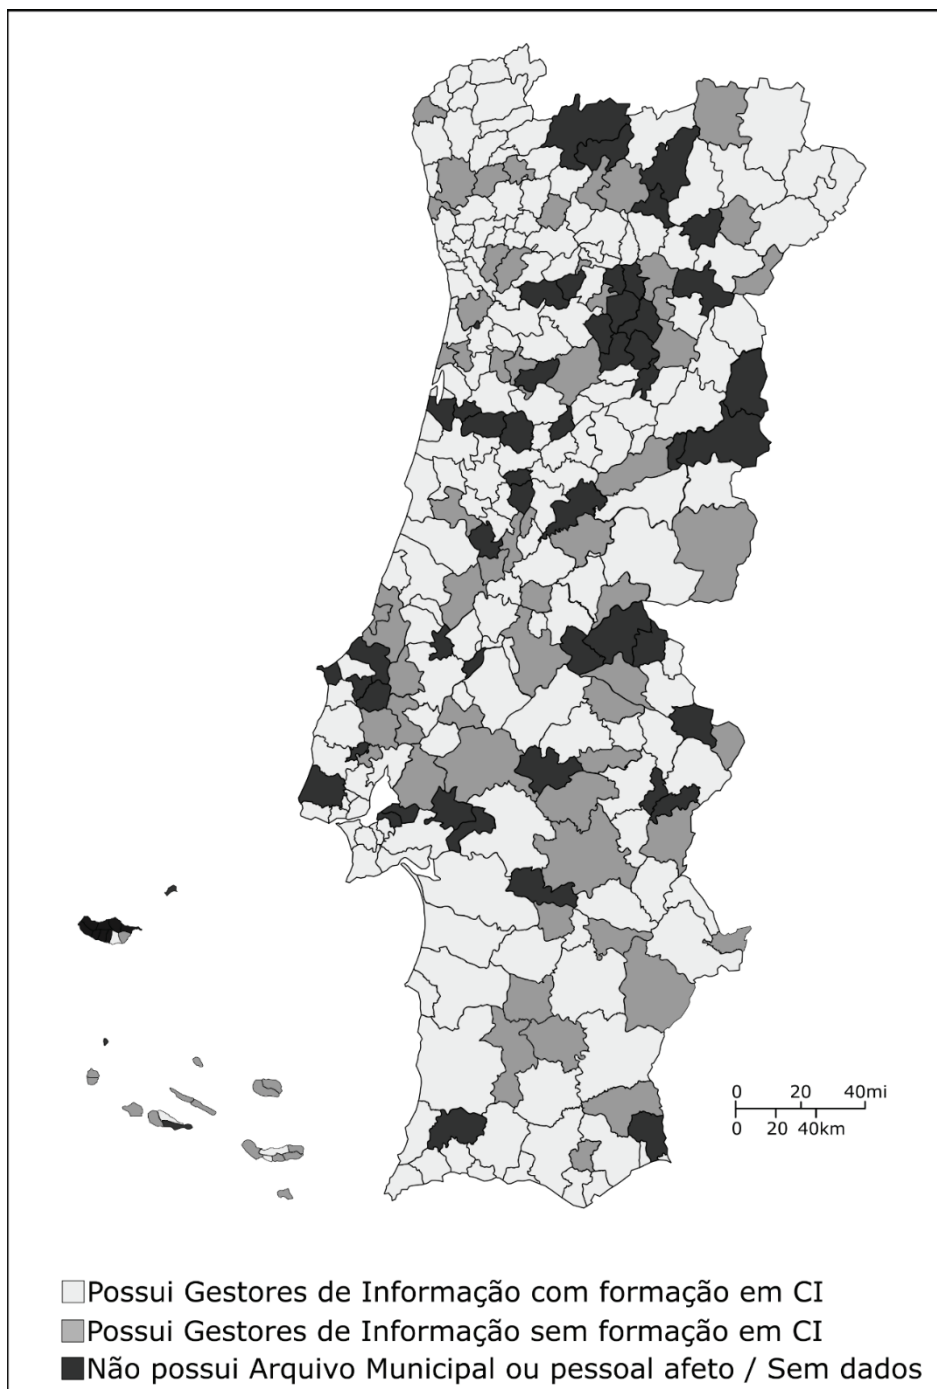 0 20 40mi
0 20 40km
Possui Gestores de Informação com formação em CI
Possui Gestores de Informação sem formação em CI
Não possui Arquivo Municipal ou pessoal afeto / Sem dados